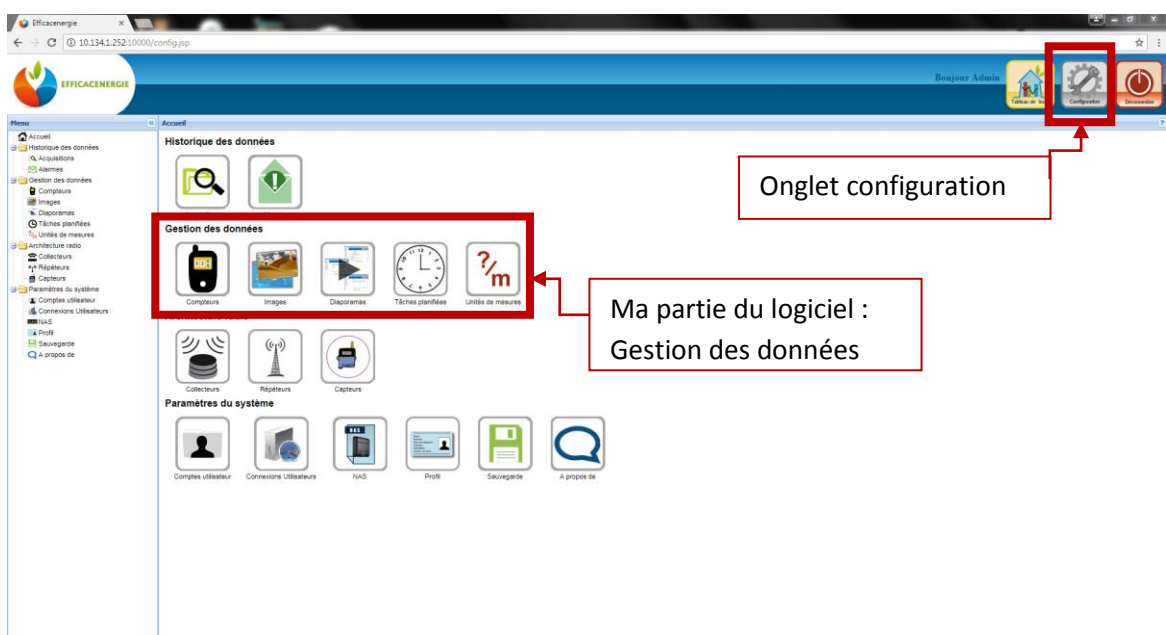 Efficacenergie
10.134.1.252:10000/config.jsp
EFFICACENERGIE
Bonjour Admin
Tableau de
Configuration
Déconnexion
Menu
Accueil
Historique des données
Acquisitions
Alarmes
Gestion des données
Compteurs
Images
Diaporamas
Tâches planifiées
Unités de mesures
Architecture radio
Collecteurs
Répéteurs
Capteurs
Paramètres du système
Comptes utilisateur
Connexions Utilisateurs
NAS
Profil
Sauvegarde
A propos de
Accueil
Historique des données
Onglet configuration
Gestion des données
?/m
Compteurs
Images
Diaporamas
Tâches planifiées
Unités de mesures
Ma partie du logiciel :
Gestion des données
Collecteurs
Répéteurs
Capteurs
Paramètres du système
NAS
Comptes utilisateur
Connexions Utilisateurs
NAS
Profil
Sauvegarde
A propos de